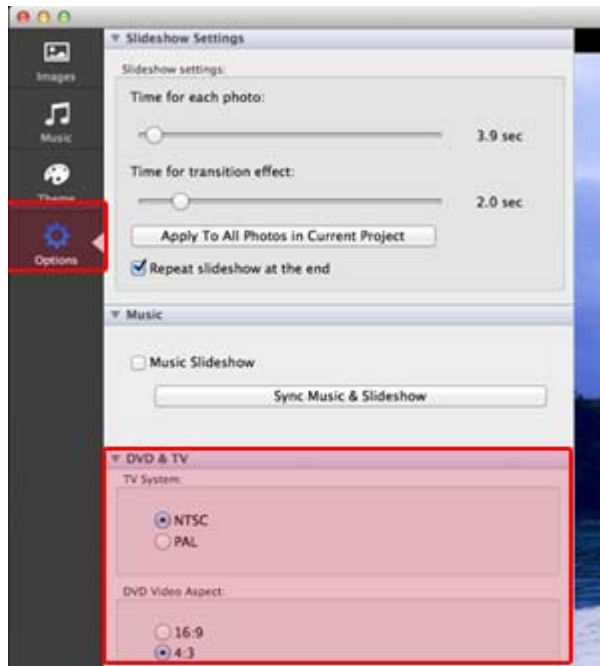 Slideshow Settings
Images
Slideshow settings:
Time for each photo:
3.9 sec
Music
Time for transition effect:
2.0 sec
Theme
Apply To All Photos in Current Project
Options
Repeat slideshow at the end
Music
Music Slideshow
Sync Music & Slideshow
DVD & TV
TV System:
NTSC
PAL
DVD Video Aspect:
16:9
4:3